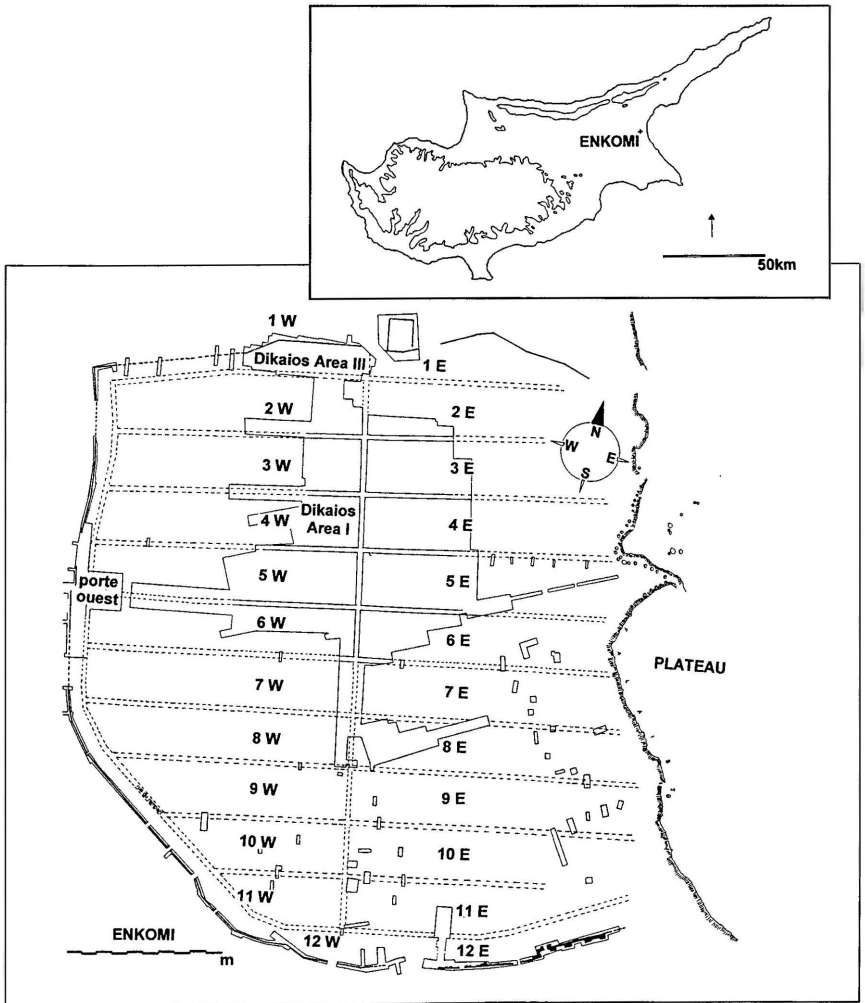 ENKOMI
50km
1 W
Dikaios Area III
1 E
2 W
2 E
N
W
E
S
3 W
3 E
Dikaios
Area I
4 W
4 E
5 W
5 E
porte
ouest
6 W
6 E
PLATEAU
7 W
7 E
8 W
8 E
9 W
9 E
10 W
10 E
11 W
11 E
ENKOMI
12 W
12 E
m